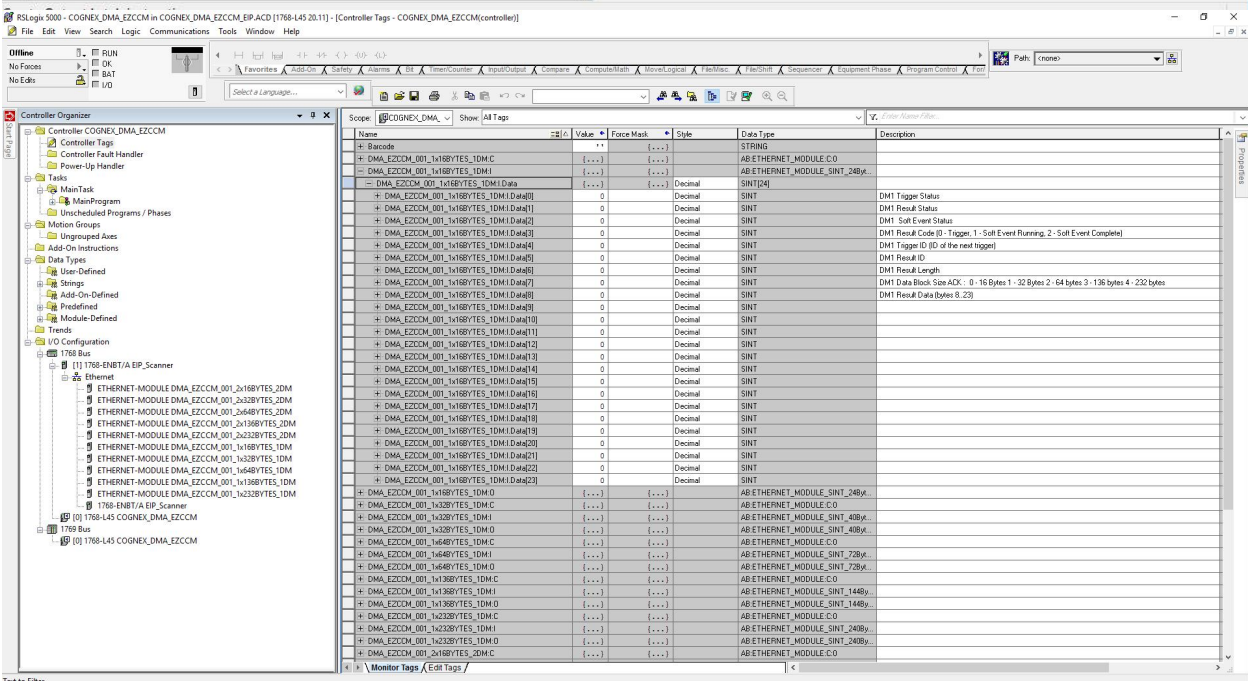 RSLogix 5000 - COGNEX_DMA_EZCCM in COGNEX_DMA_EZCCM_EIP.ACD [1768-L45 20.11] - [Controller Tags - COGNEX_DMA_EZCCM(controller)]
File Edit View Search Logic Communications Tools Window Help
Offline RUN
No Forces OK
BAT
No Edits I/O
Favorites Add-On Safety Alarms Bit Timer/Counter Input/Output Compare Compute/Math Move/Logical File/Misc. File/Shift Sequencer Equipment Phase Program Control
Path: <none>
Select a Language...
Start Page
Controller Organizer
Controller COGNEX_DMA_EZCCM
Controller Tags
Controller Fault Handler
Power-Up Handler
Tasks
MainTask
MainProgram
Unscheduled Programs / Phases
Motion Groups
Ungrouped Axes
Add-On Instructions
Data Types
User-Defined
Strings
Add-On-Defined
Predefined
Module-Defined
Trends
I/O Configuration
1768 Bus
[1] 1768-ENBT/A EIP_Scanner
Ethernet
ETHERNET-MODULE DMA_EZCCM_001_2x16BYTES_2DM
ETHERNET-MODULE DMA_EZCCM_001_2x32BYTES_2DM
ETHERNET-MODULE DMA_EZCCM_001_2x64BYTES_2DM
ETHERNET-MODULE DMA_EZCCM_001_2x136BYTES_2DM
ETHERNET-MODULE DMA_EZCCM_001_2x232BYTES_2DM
ETHERNET-MODULE DMA_EZCCM_001_1x16BYTES_1DM
ETHERNET-MODULE DMA_EZCCM_001_1x32BYTES_1DM
ETHERNET-MODULE DMA_EZCCM_001_1x64BYTES_1DM
ETHERNET-MODULE DMA_EZCCM_001_1x136BYTES_1DM
ETHERNET-MODULE DMA_EZCCM_001_1x232BYTES_1DM
1768-ENBT/A EIP_Scanner
[0] 1768-L45 COGNEX_DMA_EZCCM
1769 Bus
[0] 1768-L45 COGNEX_DMA_EZCCM
Scope: COGNEX_DMA_ Show: All Tags Enter Name Filter...
Name Value Force Mask Style Data Type Description
Barcode '' {...} STRING
DMA_EZCCM_001_1x16BYTES_1DM:C {...} {...} AB:ETHERNET_MODULE:C:0
DMA_EZCCM_001_1x16BYTES_1DM:I {...} {...} AB:ETHERNET_MODULE_SINT_24Byt...
DMA_EZCCM_001_1x16BYTES_1DM:I.Data {...} {...} Decimal SINT[24]
DMA_EZCCM_001_1x16BYTES_1DM:I.Data[0] 0 Decimal SINT DM1 Trigger Status
DMA_EZCCM_001_1x16BYTES_1DM:I.Data[1] 0 Decimal SINT DM1 Result Status
DMA_EZCCM_001_1x16BYTES_1DM:I.Data[2] 0 Decimal SINT DM1 Soft Event Status
DMA_EZCCM_001_1x16BYTES_1DM:I.Data[3] 0 Decimal SINT DM1 Result Code (0 - Trigger, 1 - Soft Event Running, 2 - Soft Event Complete)
DMA_EZCCM_001_1x16BYTES_1DM:I.Data[4] 0 Decimal SINT DM1 Trigger ID (ID of the next trigger)
DMA_EZCCM_001_1x16BYTES_1DM:I.Data[5] 0 Decimal SINT DM1 Result ID
DMA_EZCCM_001_1x16BYTES_1DM:I.Data[6] 0 Decimal SINT DM1 Result Length
DMA_EZCCM_001_1x16BYTES_1DM:I.Data[7] 0 Decimal SINT DM1 Data Block Size ACK : 0 - 16 Bytes 1 - 32 Bytes 2 - 64 bytes 3 - 136 bytes 4 - 232 bytes
DMA_EZCCM_001_1x16BYTES_1DM:I.Data[8] 0 Decimal SINT DM1 Result Data (bytes 8..23)
DMA_EZCCM_001_1x16BYTES_1DM:I.Data[9] 0 Decimal SINT
DMA_EZCCM_001_1x16BYTES_1DM:I.Data[10] 0 Decimal SINT
DMA_EZCCM_001_1x16BYTES_1DM:I.Data[11] 0 Decimal SINT
DMA_EZCCM_001_1x16BYTES_1DM:I.Data[12] 0 Decimal SINT
DMA_EZCCM_001_1x16BYTES_1DM:I.Data[13] 0 Decimal SINT
DMA_EZCCM_001_1x16BYTES_1DM:I.Data[14] 0 Decimal SINT
DMA_EZCCM_001_1x16BYTES_1DM:I.Data[15] 0 Decimal SINT
DMA_EZCCM_001_1x16BYTES_1DM:I.Data[16] 0 Decimal SINT
DMA_EZCCM_001_1x16BYTES_1DM:I.Data[17] 0 Decimal SINT
DMA_EZCCM_001_1x16BYTES_1DM:I.Data[18] 0 Decimal SINT
DMA_EZCCM_001_1x16BYTES_1DM:I.Data[19] 0 Decimal SINT
DMA_EZCCM_001_1x16BYTES_1DM:I.Data[20] 0 Decimal SINT
DMA_EZCCM_001_1x16BYTES_1DM:I.Data[21] 0 Decimal SINT
DMA_EZCCM_001_1x16BYTES_1DM:I.Data[22] 0 Decimal SINT
DMA_EZCCM_001_1x16BYTES_1DM:I.Data[23] 0 Decimal SINT
DMA_EZCCM_001_1x16BYTES_1DM:O {...} {...} AB:ETHERNET_MODULE_SINT_24Byt...
DMA_EZCCM_001_1x32BYTES_1DM:C {...} {...} AB:ETHERNET_MODULE:C:0
DMA_EZCCM_001_1x32BYTES_1DM:I {...} {...} AB:ETHERNET_MODULE_SINT_40Byt...
DMA_EZCCM_001_1x32BYTES_1DM:O {...} {...} AB:ETHERNET_MODULE_SINT_40Byt...
DMA_EZCCM_001_1x64BYTES_1DM:C {...} {...} AB:ETHERNET_MODULE:C:0
DMA_EZCCM_001_1x64BYTES_1DM:I {...} {...} AB:ETHERNET_MODULE_SINT_72Byt...
DMA_EZCCM_001_1x64BYTES_1DM:O {...} {...} AB:ETHERNET_MODULE_SINT_72Byt...
DMA_EZCCM_001_1x136BYTES_1DM:C {...} {...} AB:ETHERNET_MODULE:C:0
DMA_EZCCM_001_1x136BYTES_1DM:I {...} {...} AB:ETHERNET_MODULE_SINT_144By...
DMA_EZCCM_001_1x136BYTES_1DM:O {...} {...} AB:ETHERNET_MODULE_SINT_144By...
DMA_EZCCM_001_1x232BYTES_1DM:C {...} {...} AB:ETHERNET_MODULE:C:0
DMA_EZCCM_001_1x232BYTES_1DM:I {...} {...} AB:ETHERNET_MODULE_SINT_240By...
DMA_EZCCM_001_1x232BYTES_1DM:O {...} {...} AB:ETHERNET_MODULE_SINT_240By...
DMA_EZCCM_001_2x16BYTES_2DM:C {...} {...} AB:ETHERNET_MODULE:C:0
Monitor Tags Edit Tags
Properties